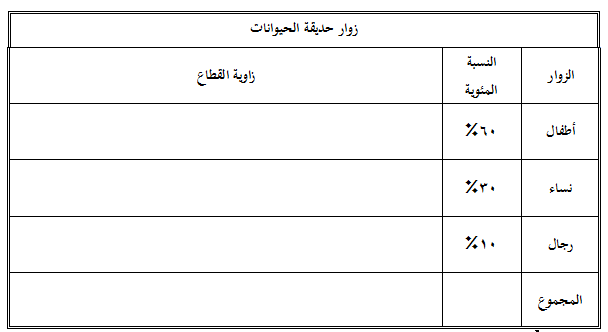 زوار حديقة الحيوانات
الزوار
النسبة
المئوية
زاوية القطاع
أطفال
٦٠٪
نساء
٣٠٪
رجال
١٠٪
المجموع